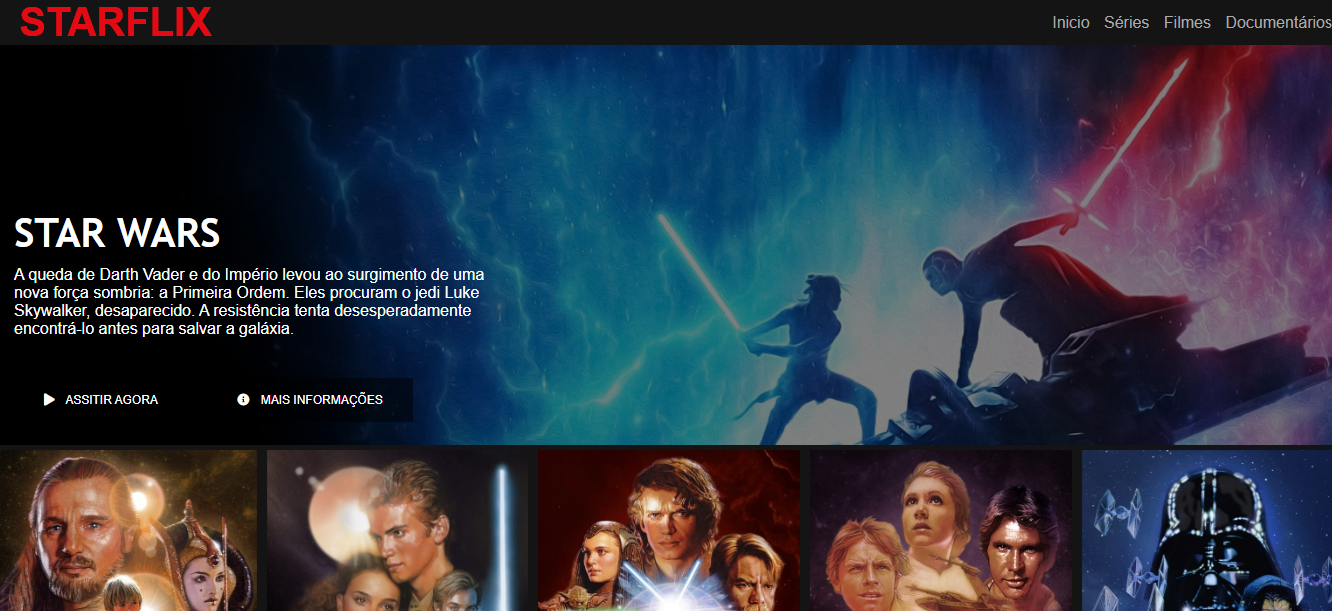 STARFLIX
Inicio Séries Filmes Documentários
STAR WARS
A queda de Darth Vader e do Império levou ao surgimento de uma
nova força sombria: a Primeira Ordem. Eles procuram o jedi Luke
Skywalker, desaparecido. A resistência tenta desesperadamente
encontrá-lo antes para salvar a galáxia.
ASSITIR AGORA MAIS INFORMAÇÕES